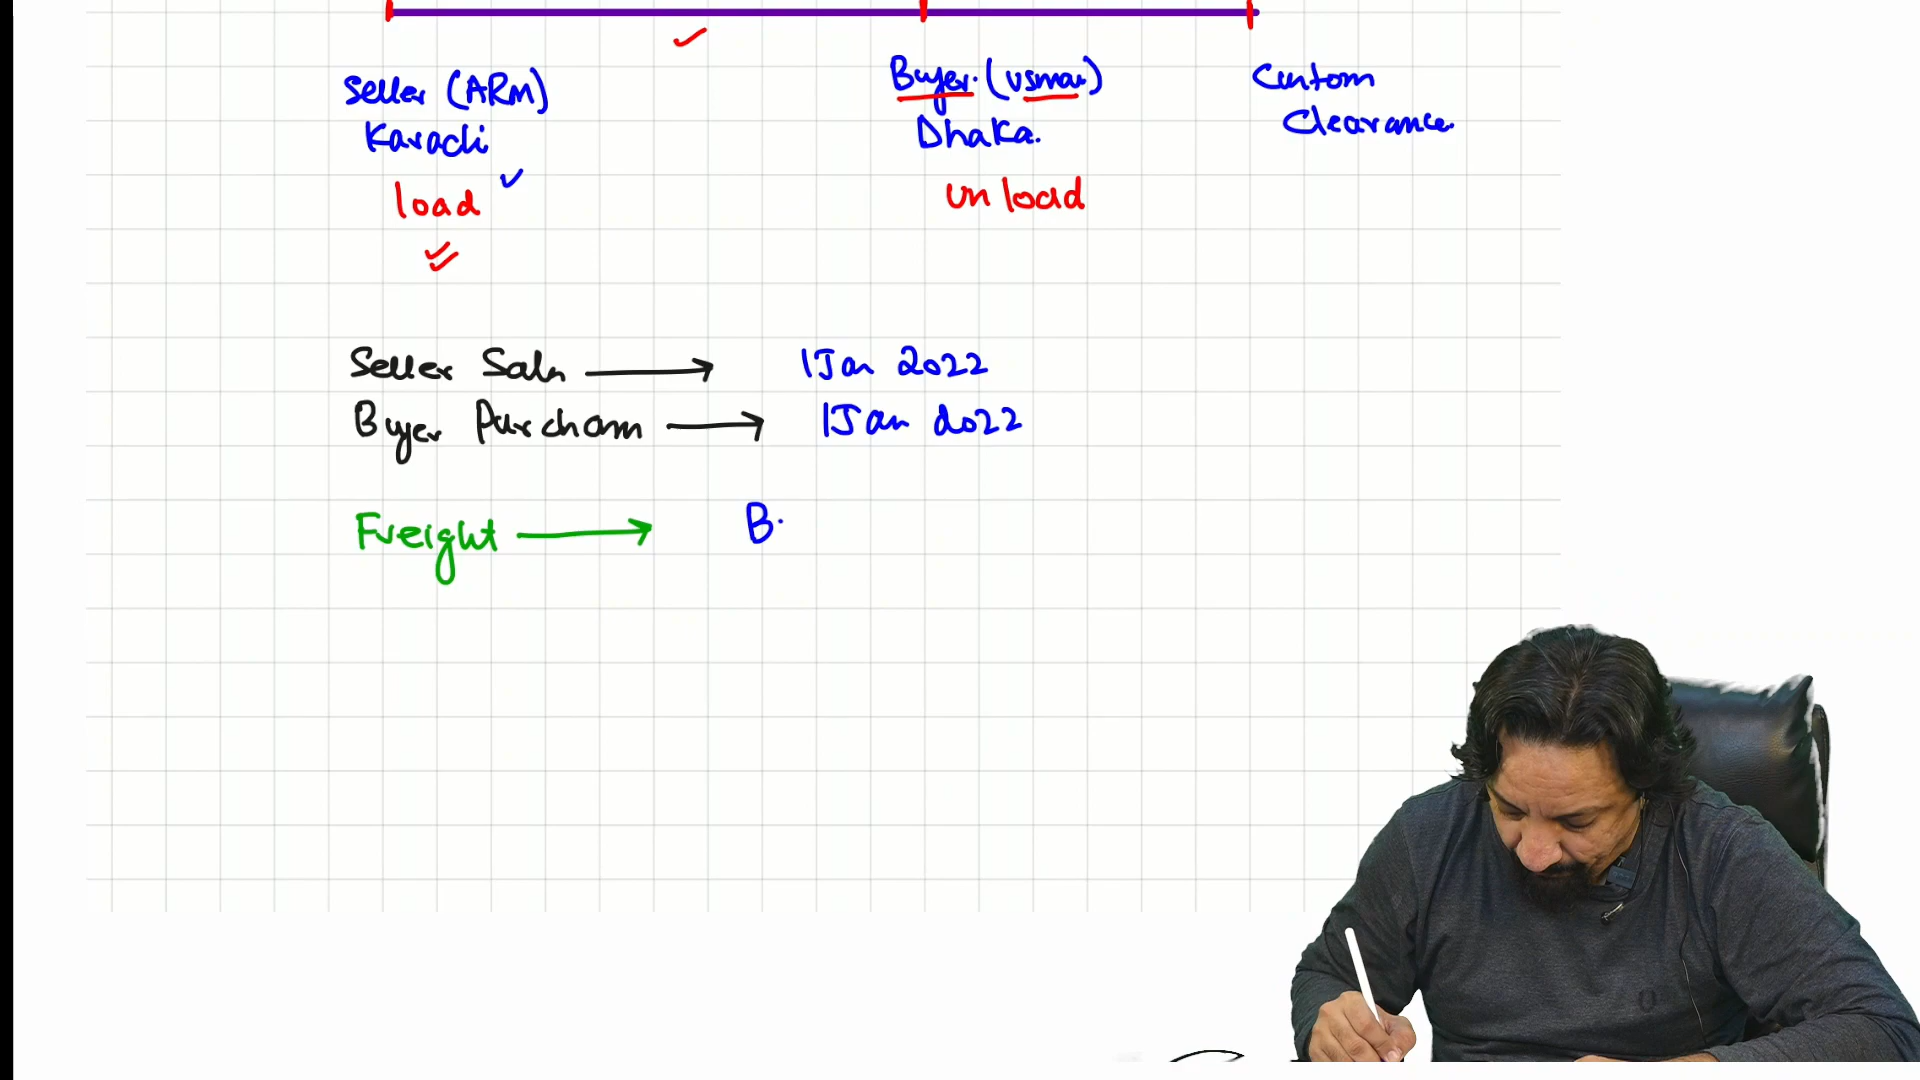 Seller (ARM)
Karachi
load
Buyer. (Usman)
Dhaka.
unload
Custom
Clearance.
Seller Sale → 1 Jan 2022
Buyer Purchase → 1 Jan 2022
Freight → B.